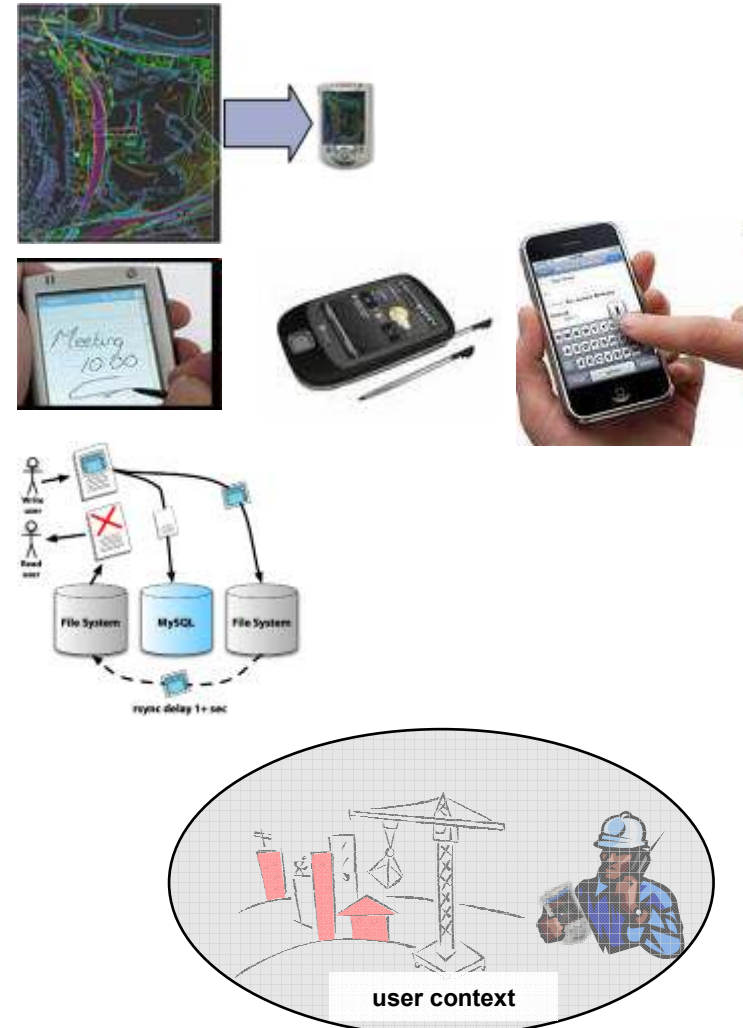 Meeting
10:00
Write
user
Read
user
File System
MySQL
File System
rsync delay 1+ sec
user context